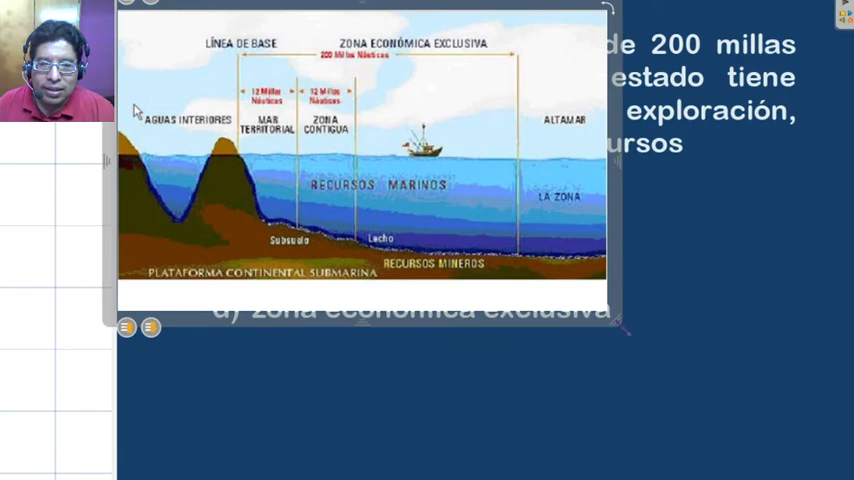 LÍNEA DE BASE
ZONA ECONÓMICA EXCLUSIVA
200 Millas Náuticas
12 Millas Náuticas
12 Millas Náuticas
AGUAS INTERIORES
MAR TERRITORIAL
ZONA CONTIGUA
ALTAMAR
RECURSOS MARINOS
LA ZONA
Subsuelo
Lecho
RECURSOS MINEROS
PLATAFORMA CONTINENTAL SUBMARINA
de 200 millas
estado tiene
exploración,
ursos
d) zona económica exclusiva